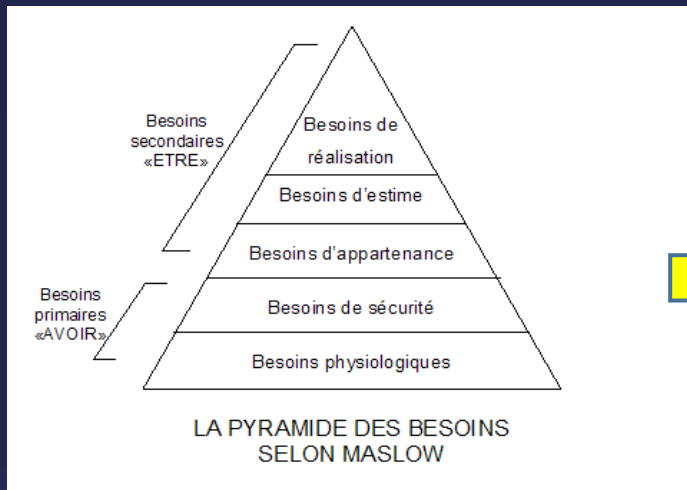 Besoins
secondaires
«ETRE»
Besoins de
réalisation
Besoins d'estime
Besoins d'appartenance
Besoins
primaires
«AVOIR»
Besoins de sécurité
Besoins physiologiques
LA PYRAMIDE DES BESOINS
SELON MASLOW